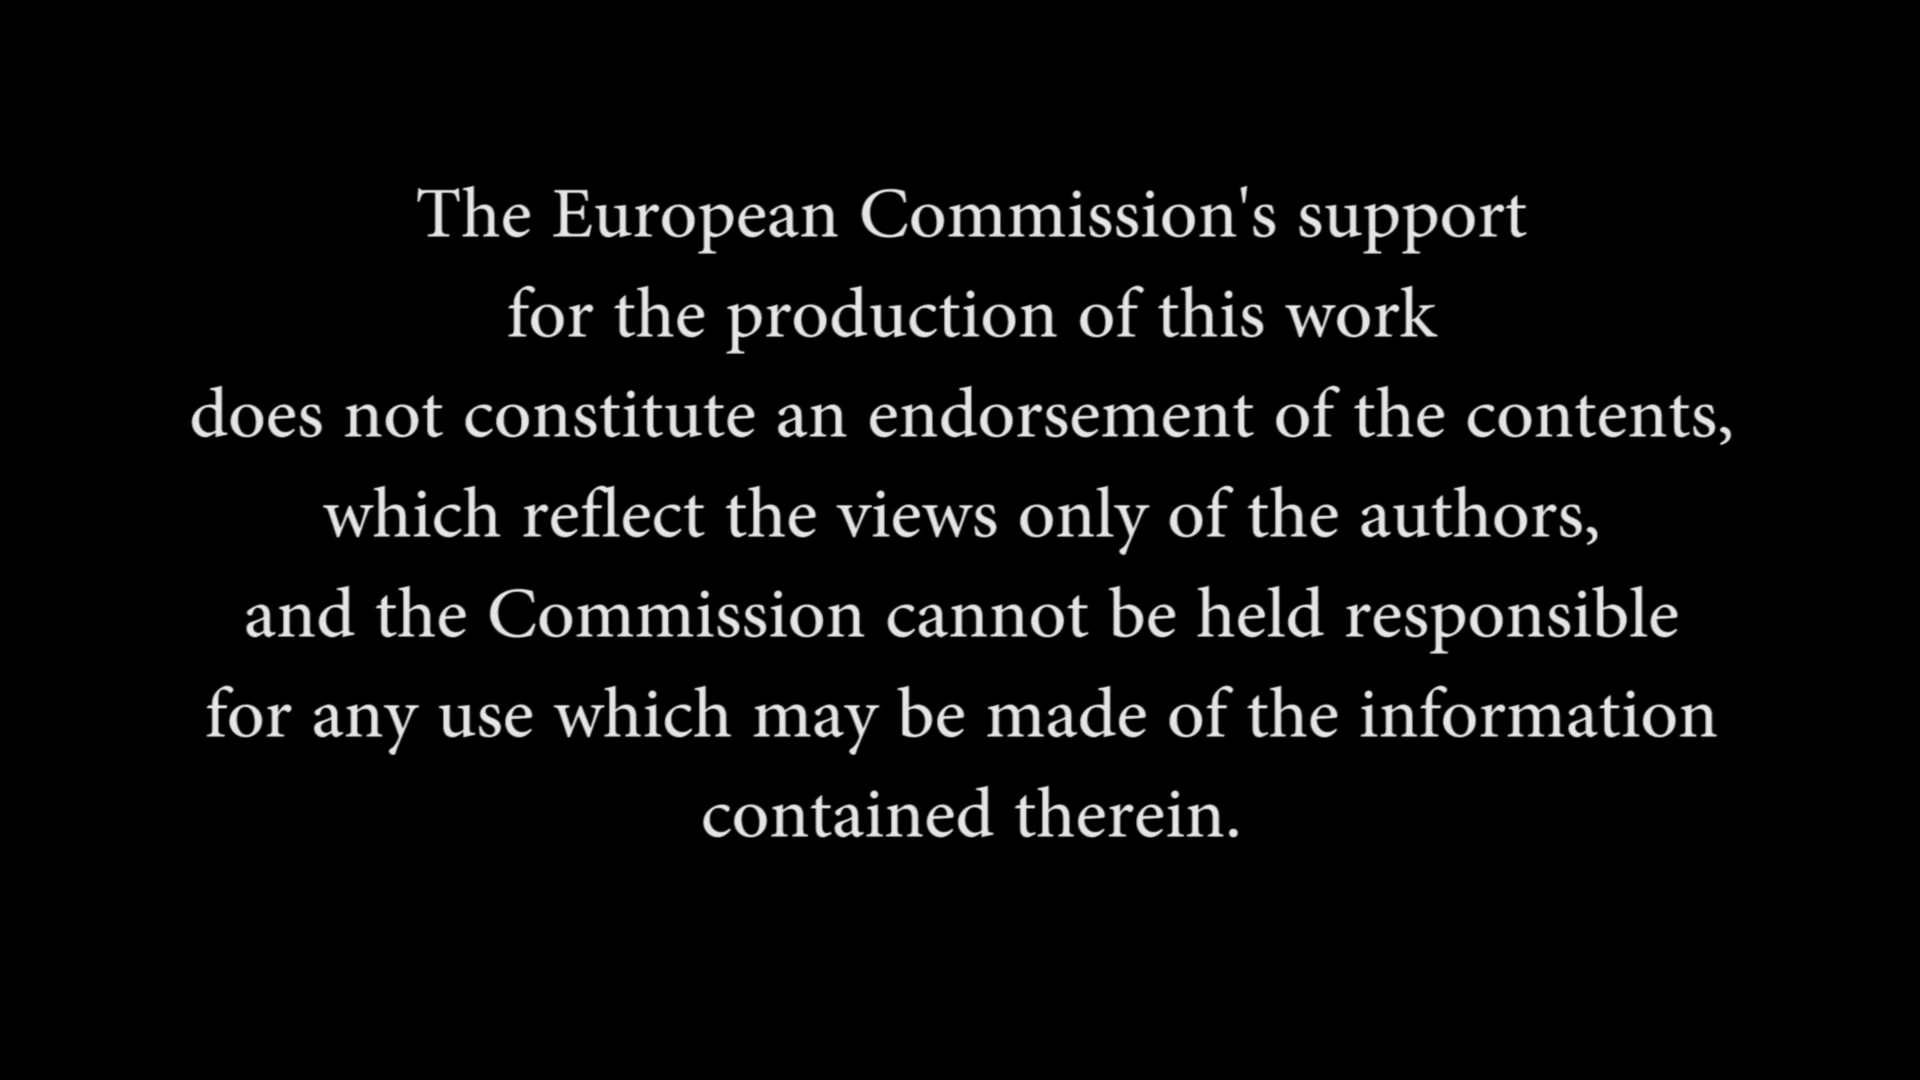 The European Commission's support
for the production of this work
does not constitute an endorsement of the contents,
which reflect the views only of the authors,
and the Commission cannot be held responsible
for any use which may be made of the information
contained therein.